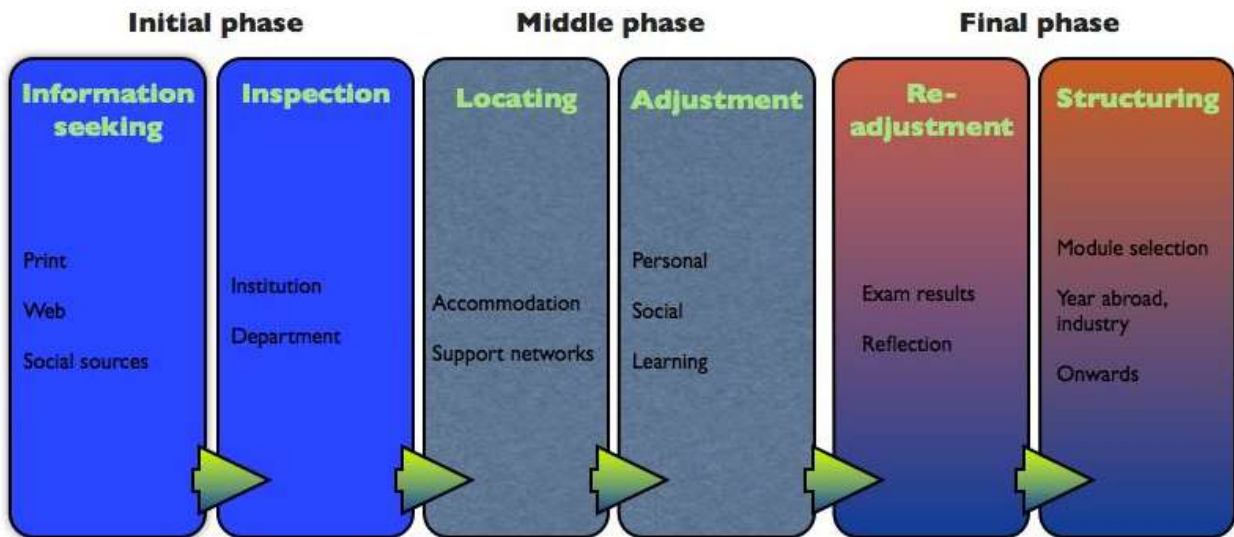 Initial phase
Middle phase
Final phase
Information
seeking
Print
Web
Social sources
Inspection
Institution
Department
Locating
Accommodation
Support networks
Adjustment
Personal
Social
Learning
Re-
adjustment
Exam results
Reflection
Structuring
Module selection
Year abroad,
industry
Onwards